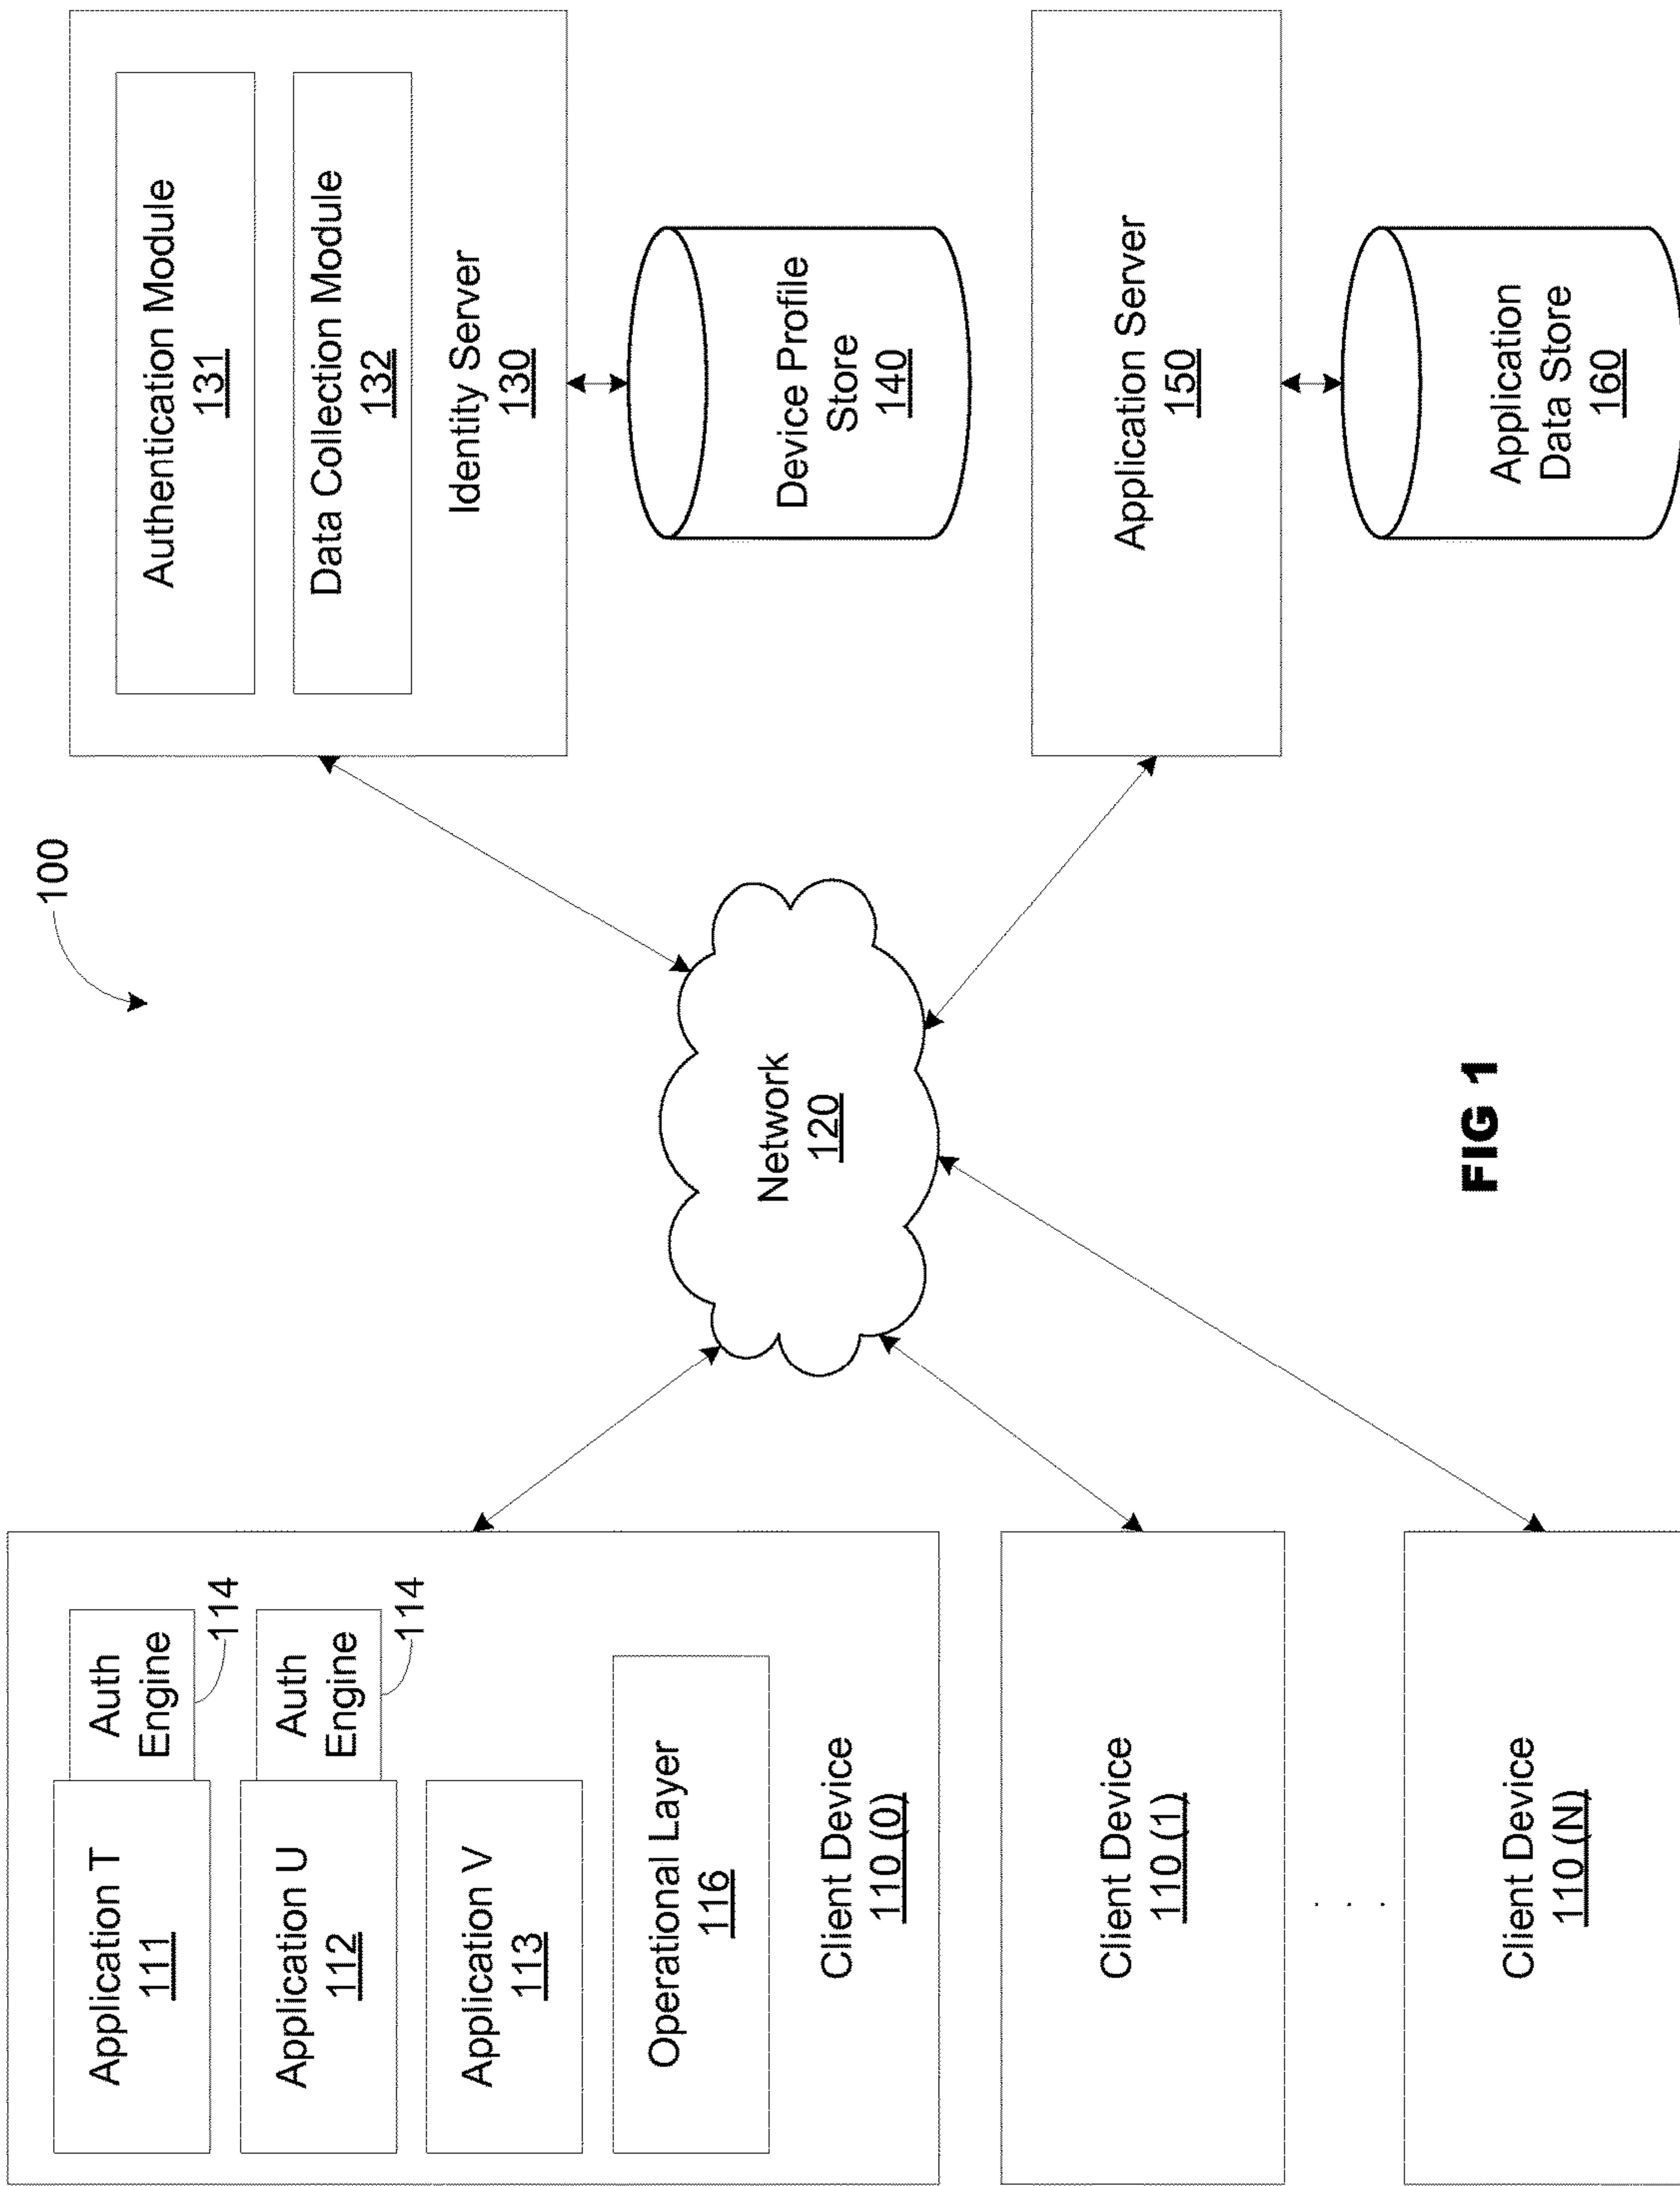 100
Application T
111
Auth
Engine
114
Application U
112
Auth
Engine
114
Application V
113
Operational Layer
116
Client Device
110 (0)
Client Device
110 (1)
. . .
Client Device
110 (N)
Network
120
Authentication Module
131
Data Collection Module
132
Identity Server
130
Device Profile
Store
140
Application Server
150
Application
Data Store
160
FIG 1